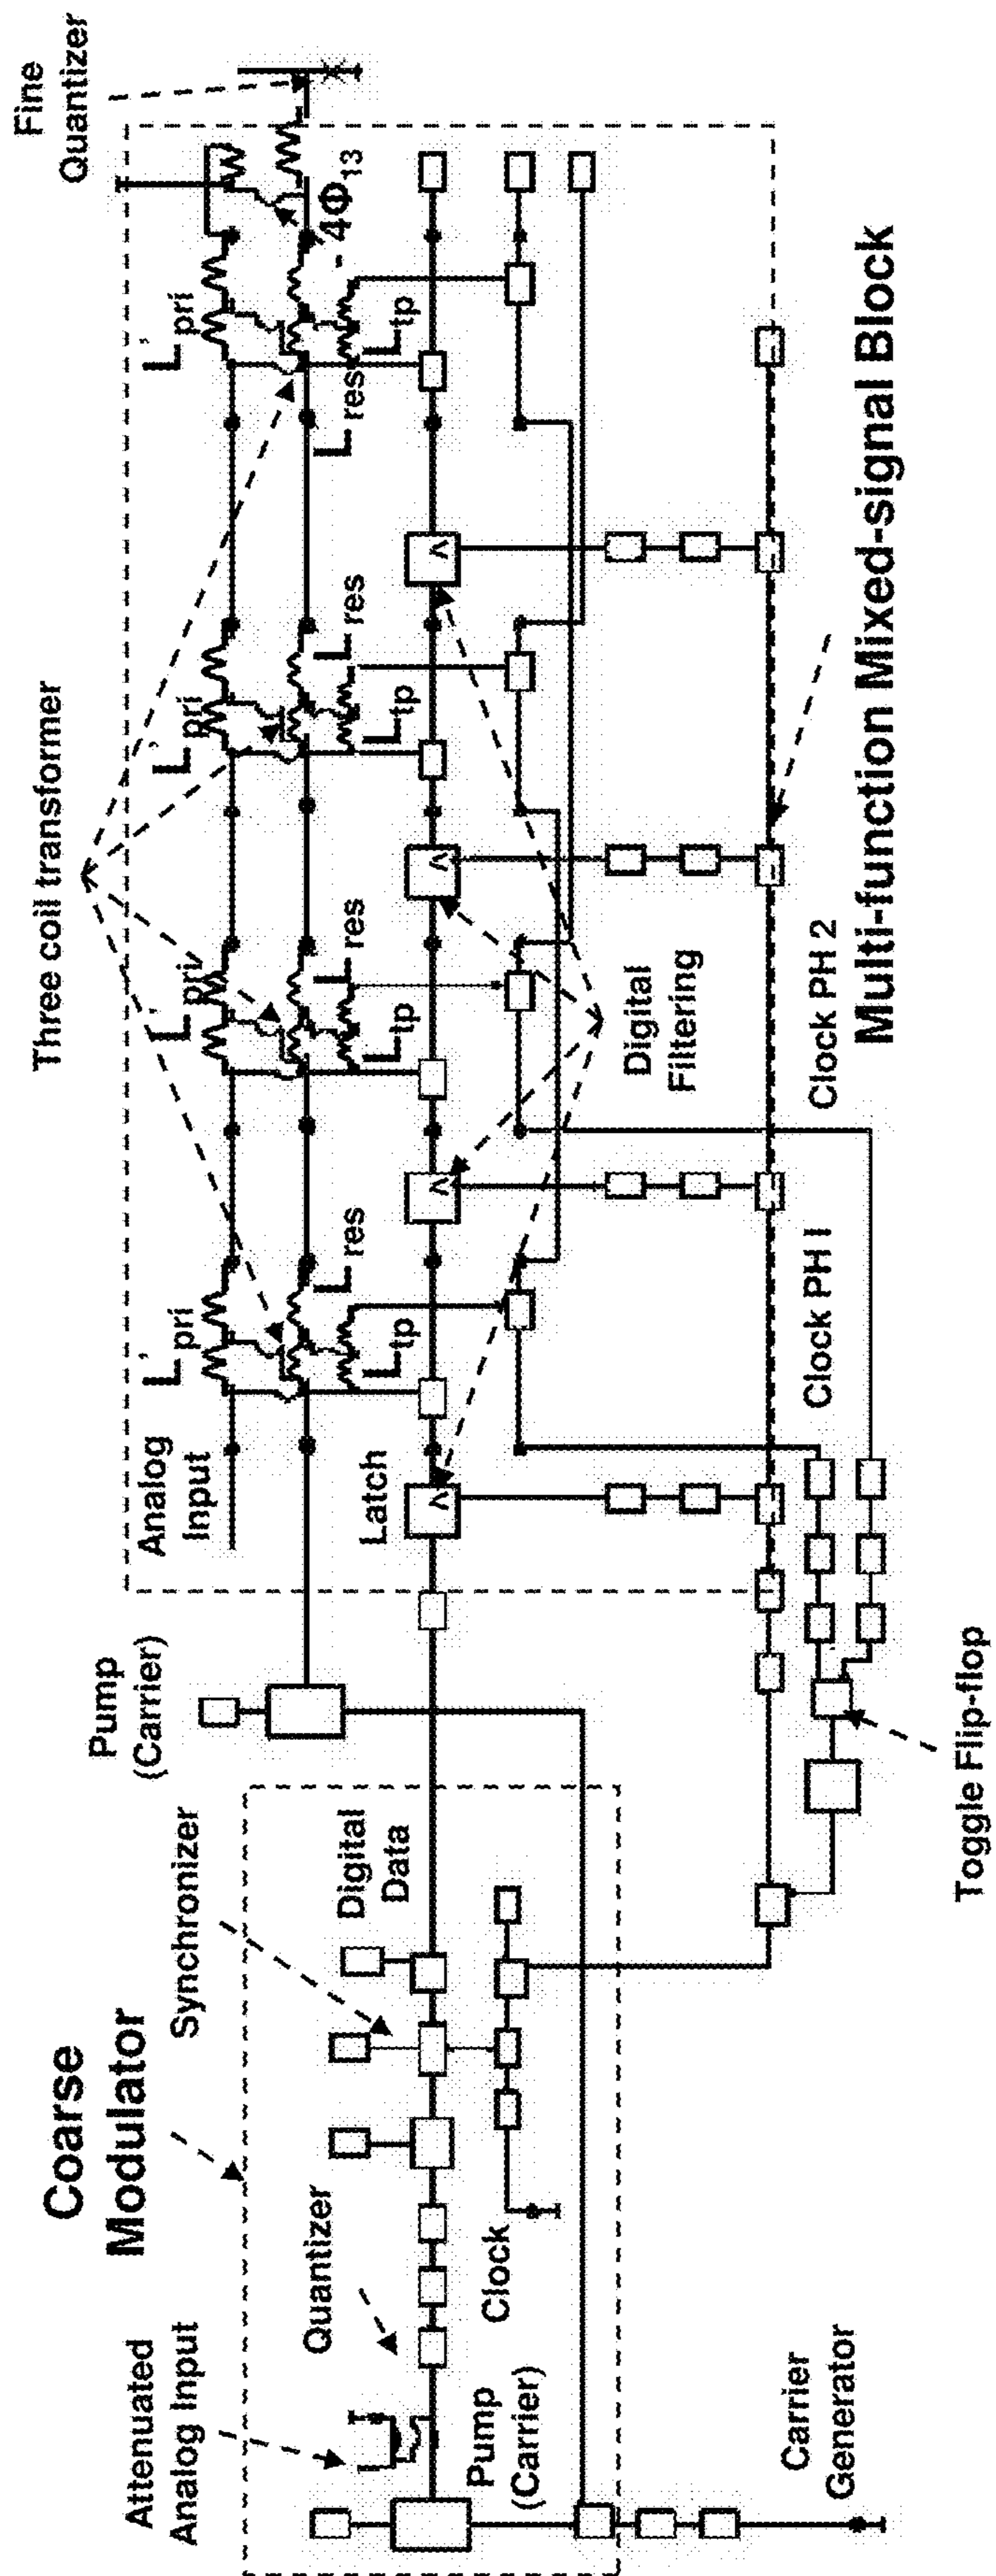 Coarse
Modulator
Attenuated
Analog Input
Quantizer
Synchronizer
Digital
Data
Clock
Pump
(Carrier)
Carrier
Generator
Pump
(Carrier)
Three coil transformer
Fine
Quantizer
Analog
Input
L'pri
L'pri
L'pri
L'pri
Lres
Lres
Lres
Lres
Ltp
Ltp
Ltp
Ltp
-4Φ13
Latch
V
V
V
V
Digital
Filtering
Clock PH I
Clock PH 2
Toggle Flip-flop
Multi-function Mixed-signal Block